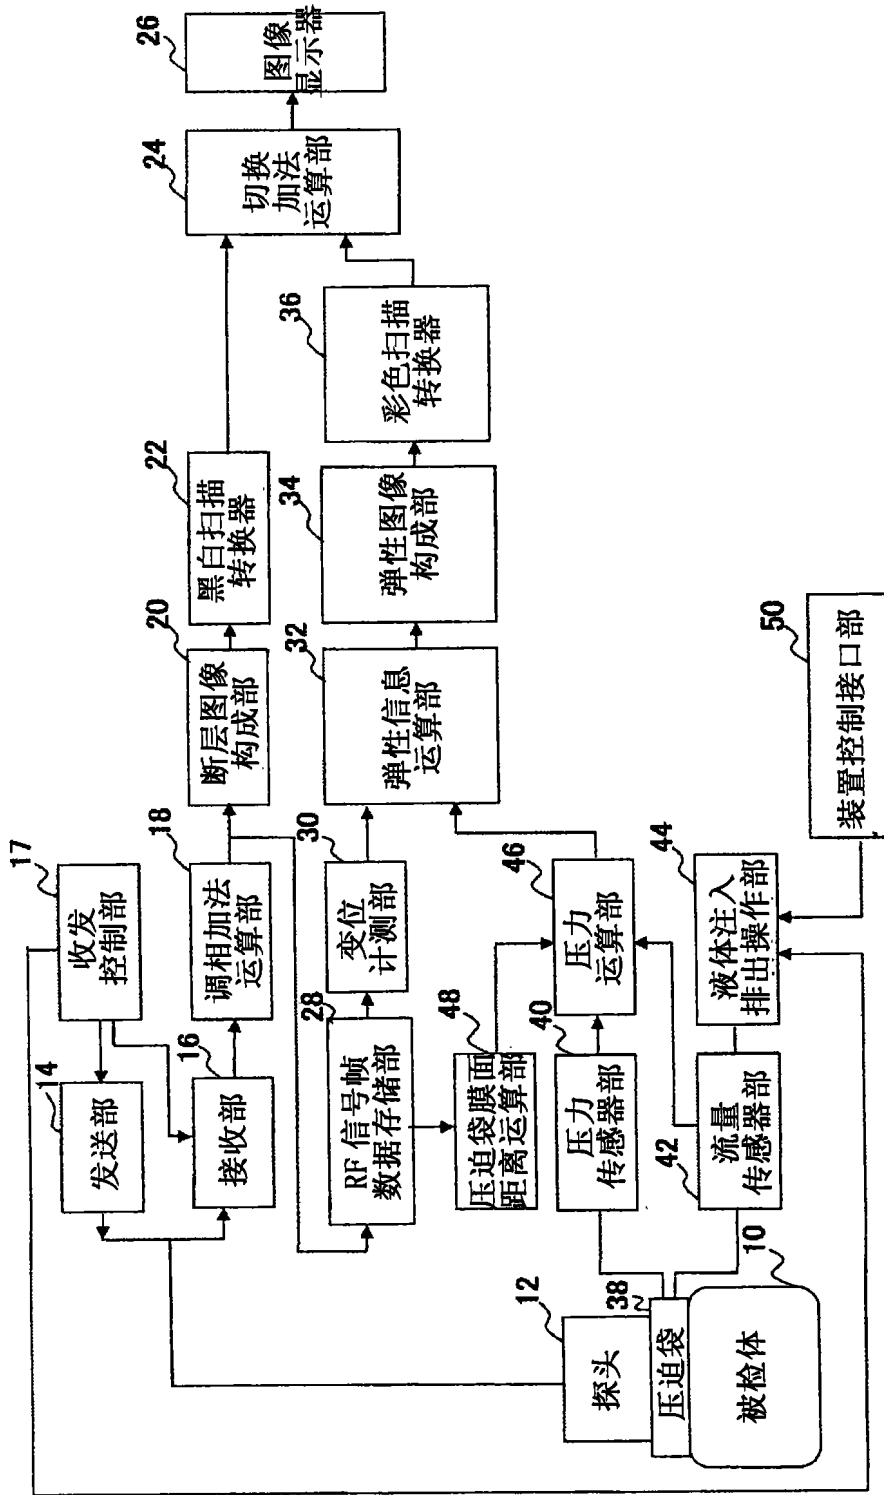 17
收发
控制部
14
发送部
16
接收部
18
调相加法
运算部
20
断层图像
构成部
22
黑白扫描
转换器
24
切换
加法
运算部
26
图像
显示器
28
RF 信号帧
数据存储部
30
变位
计测部
32
弹性信息
运算部
34
弹性图像
构成部
36
彩色扫描
转换器
48
压迫袋膜面
距离运算部
46
压力
运算部
40
压力
传感器部
42
流量
传感器部
44
液体注入
排出操作部
50
装置控制接口部
12
探头
38
压迫袋
10
被检体